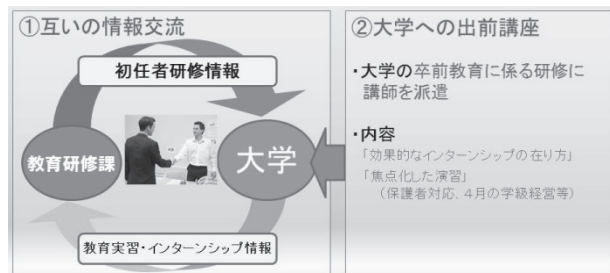 ①互いの情報交流
初任者研修情報
教育研修課
大学
教育実習・インターンシップ情報
②大学への出前講座
・大学の卒前教育に係る研修に
講師を派遣
・内容
「効果的なインターンシップの在り方」
「焦点化した演習」
（保護者対応、４月の学級経営等）